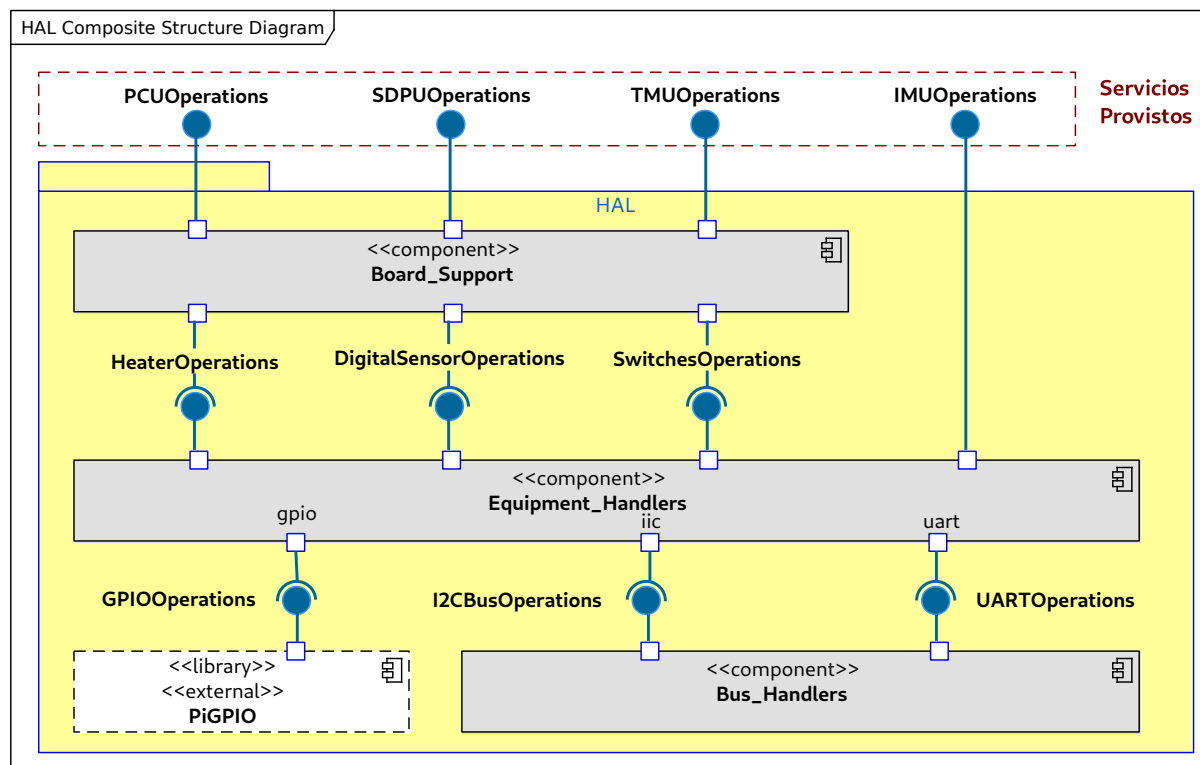 HAL Composite Structure Diagram
PCUOperations
SDPUOperations
TMUOperations
IMUOperations
Servicios
Provistos
HAL
<<component>>
Board_Support
HeaterOperations
DigitalSensorOperations
SwitchesOperations
<<component>>
Equipment_Handlers
gpio
iic
uart
GPIOOperations
I2CBusOperations
UARTOperations
<<library>>
<<external>>
PiGPIO
<<component>>
Bus_Handlers